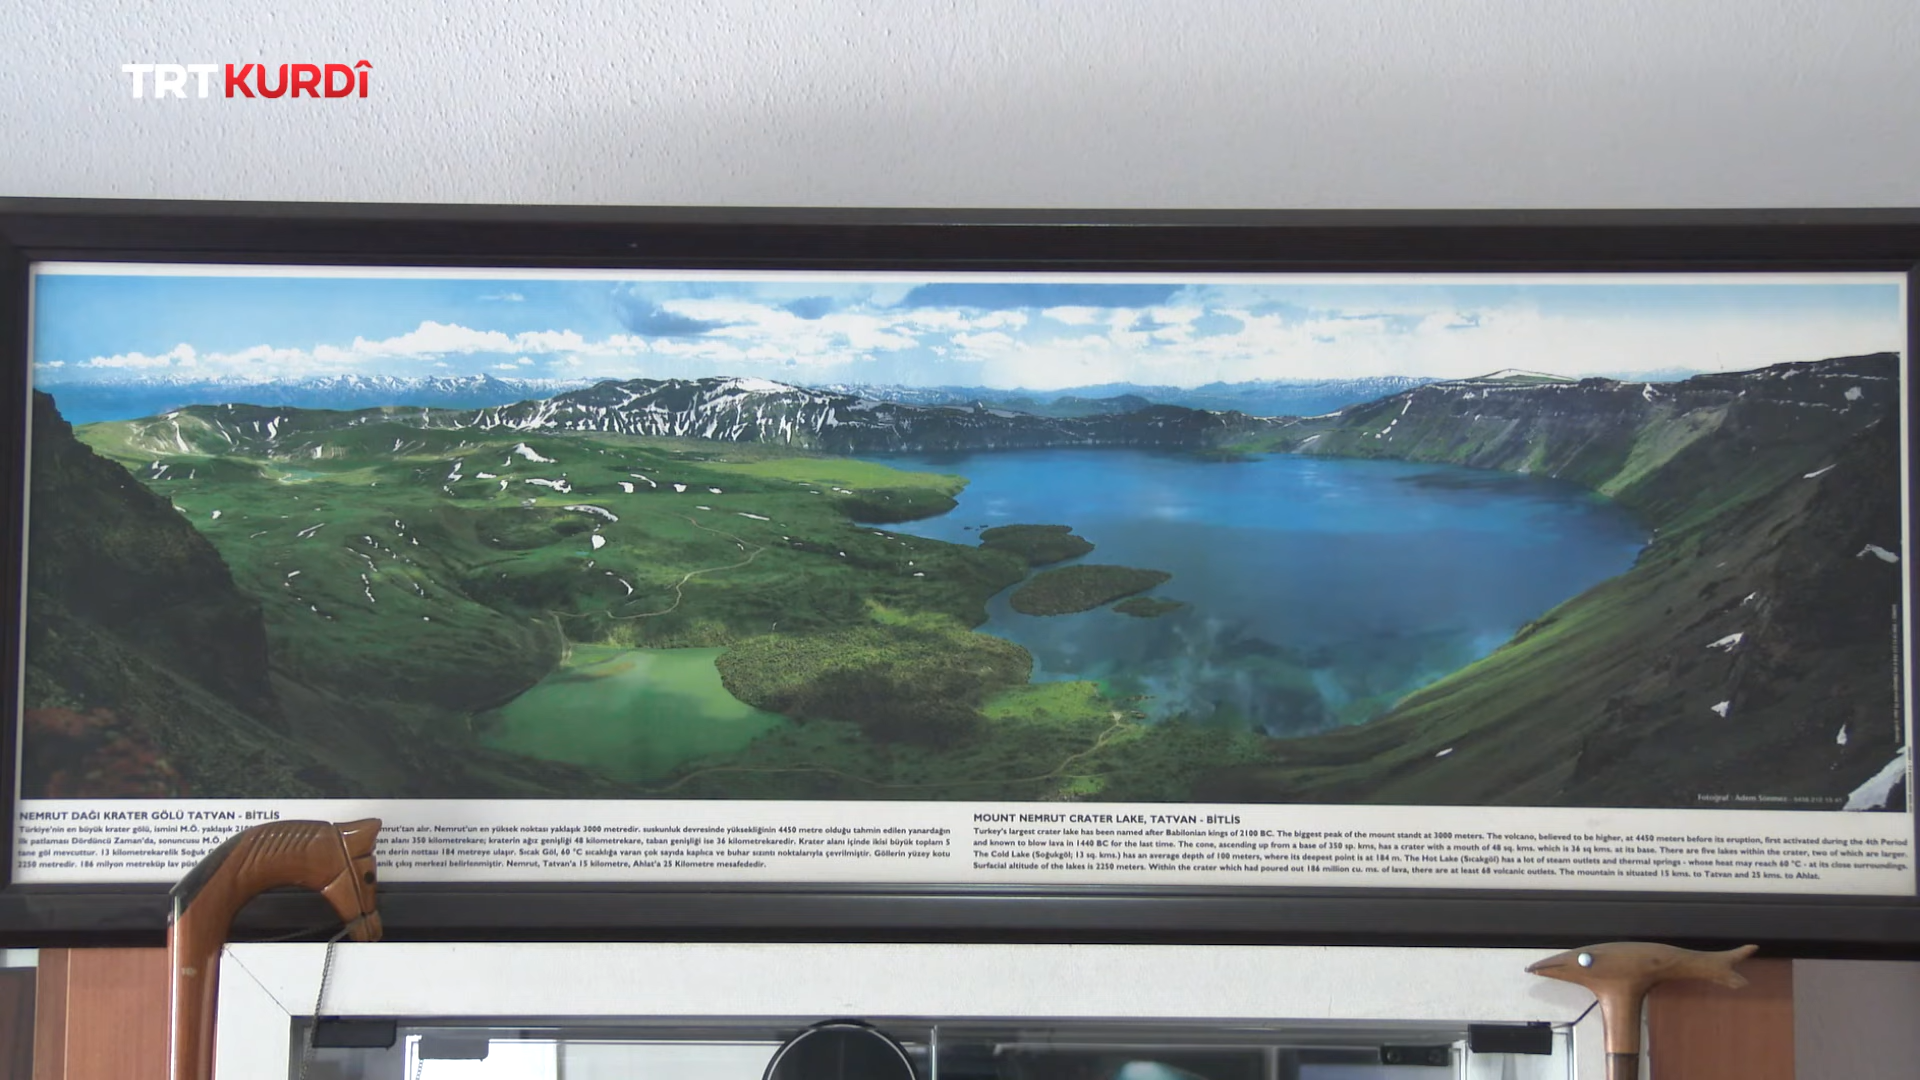 TRT KURDÎ
Fotoğraf : Adem Sönmez
NEMRUT DAĞI KRATER GÖLÜ TATVAN - BİTLİS
Türkiye'nin en büyük krater gölü, ismini M.Ö. yaklaşık
alır. Nemrut'un en yüksek noktası yaklaşık 3000 metredir. suskunluk devresinde yüksekliğinin 4450 metre olduğu tahmin edilen yanardağın
ilk patlaması Dördüncü Zaman'da, sonuncusu M.Ö.
alanı 350 kilometrekare; kraterin ağız genişliği 48 kilometrekare, taban genişliği ise 36 kilometrekaredir. Krater alanı içinde ikisi büyük toplam 5
tane göl mevcuttur. 13 kilometrekarelik Soğuk
en derin nottası 184 metreye ulaşır. Sıcak Göl, 60 °C sıcaklığa varan çok sayıda kaplıca ve buhar sızıntı noktalarıyla çevrilmiştir. Göllerin yüzey kotu
2250 metredir. 186 milyon metreküp lav
çıkış merkezi belirlenmiştir. Nemrut, Tatvan'a 15 kilometre, Ahlat'a 25 Kilometre mesafededir.
MOUNT NEMRUT CRATER LAKE, TATVAN - BİTLİS
Turkey's largest crater lake has been named after Babilonian kings of 2100 BC. The biggest peak of the mount standt at 3000 meters. The volcano, believed to be higher, at 4450 meters before its eruption, first activated during the 4th Period
and known to blow lava in 1440 BC for the last time. The cone, ascending up from a base of 350 sp. kms, has a crater with a mouth of 48 sq. kms. which is 36 sq kms. at its base. There are five lakes within the crater, two of which are larger.
The Cold Lake (Soğukgöl; 13 sq. kms.) has an average depth of 100 meters, where its deepest point is at 184 m. The Hot Lake (Sıcakgöl) has a lot of steam outlets and thermal springs - whose heat may reach 60 °C - at its close surroundings.
Surfacial altitude of the lakes is 2250 meters. Within the crater which had poured out 186 million cu. ms. of lava, there are at least 68 volcanic outlets. The mountain is situated 15 kms. to Tatvan and 25 kms. to Ahlat.